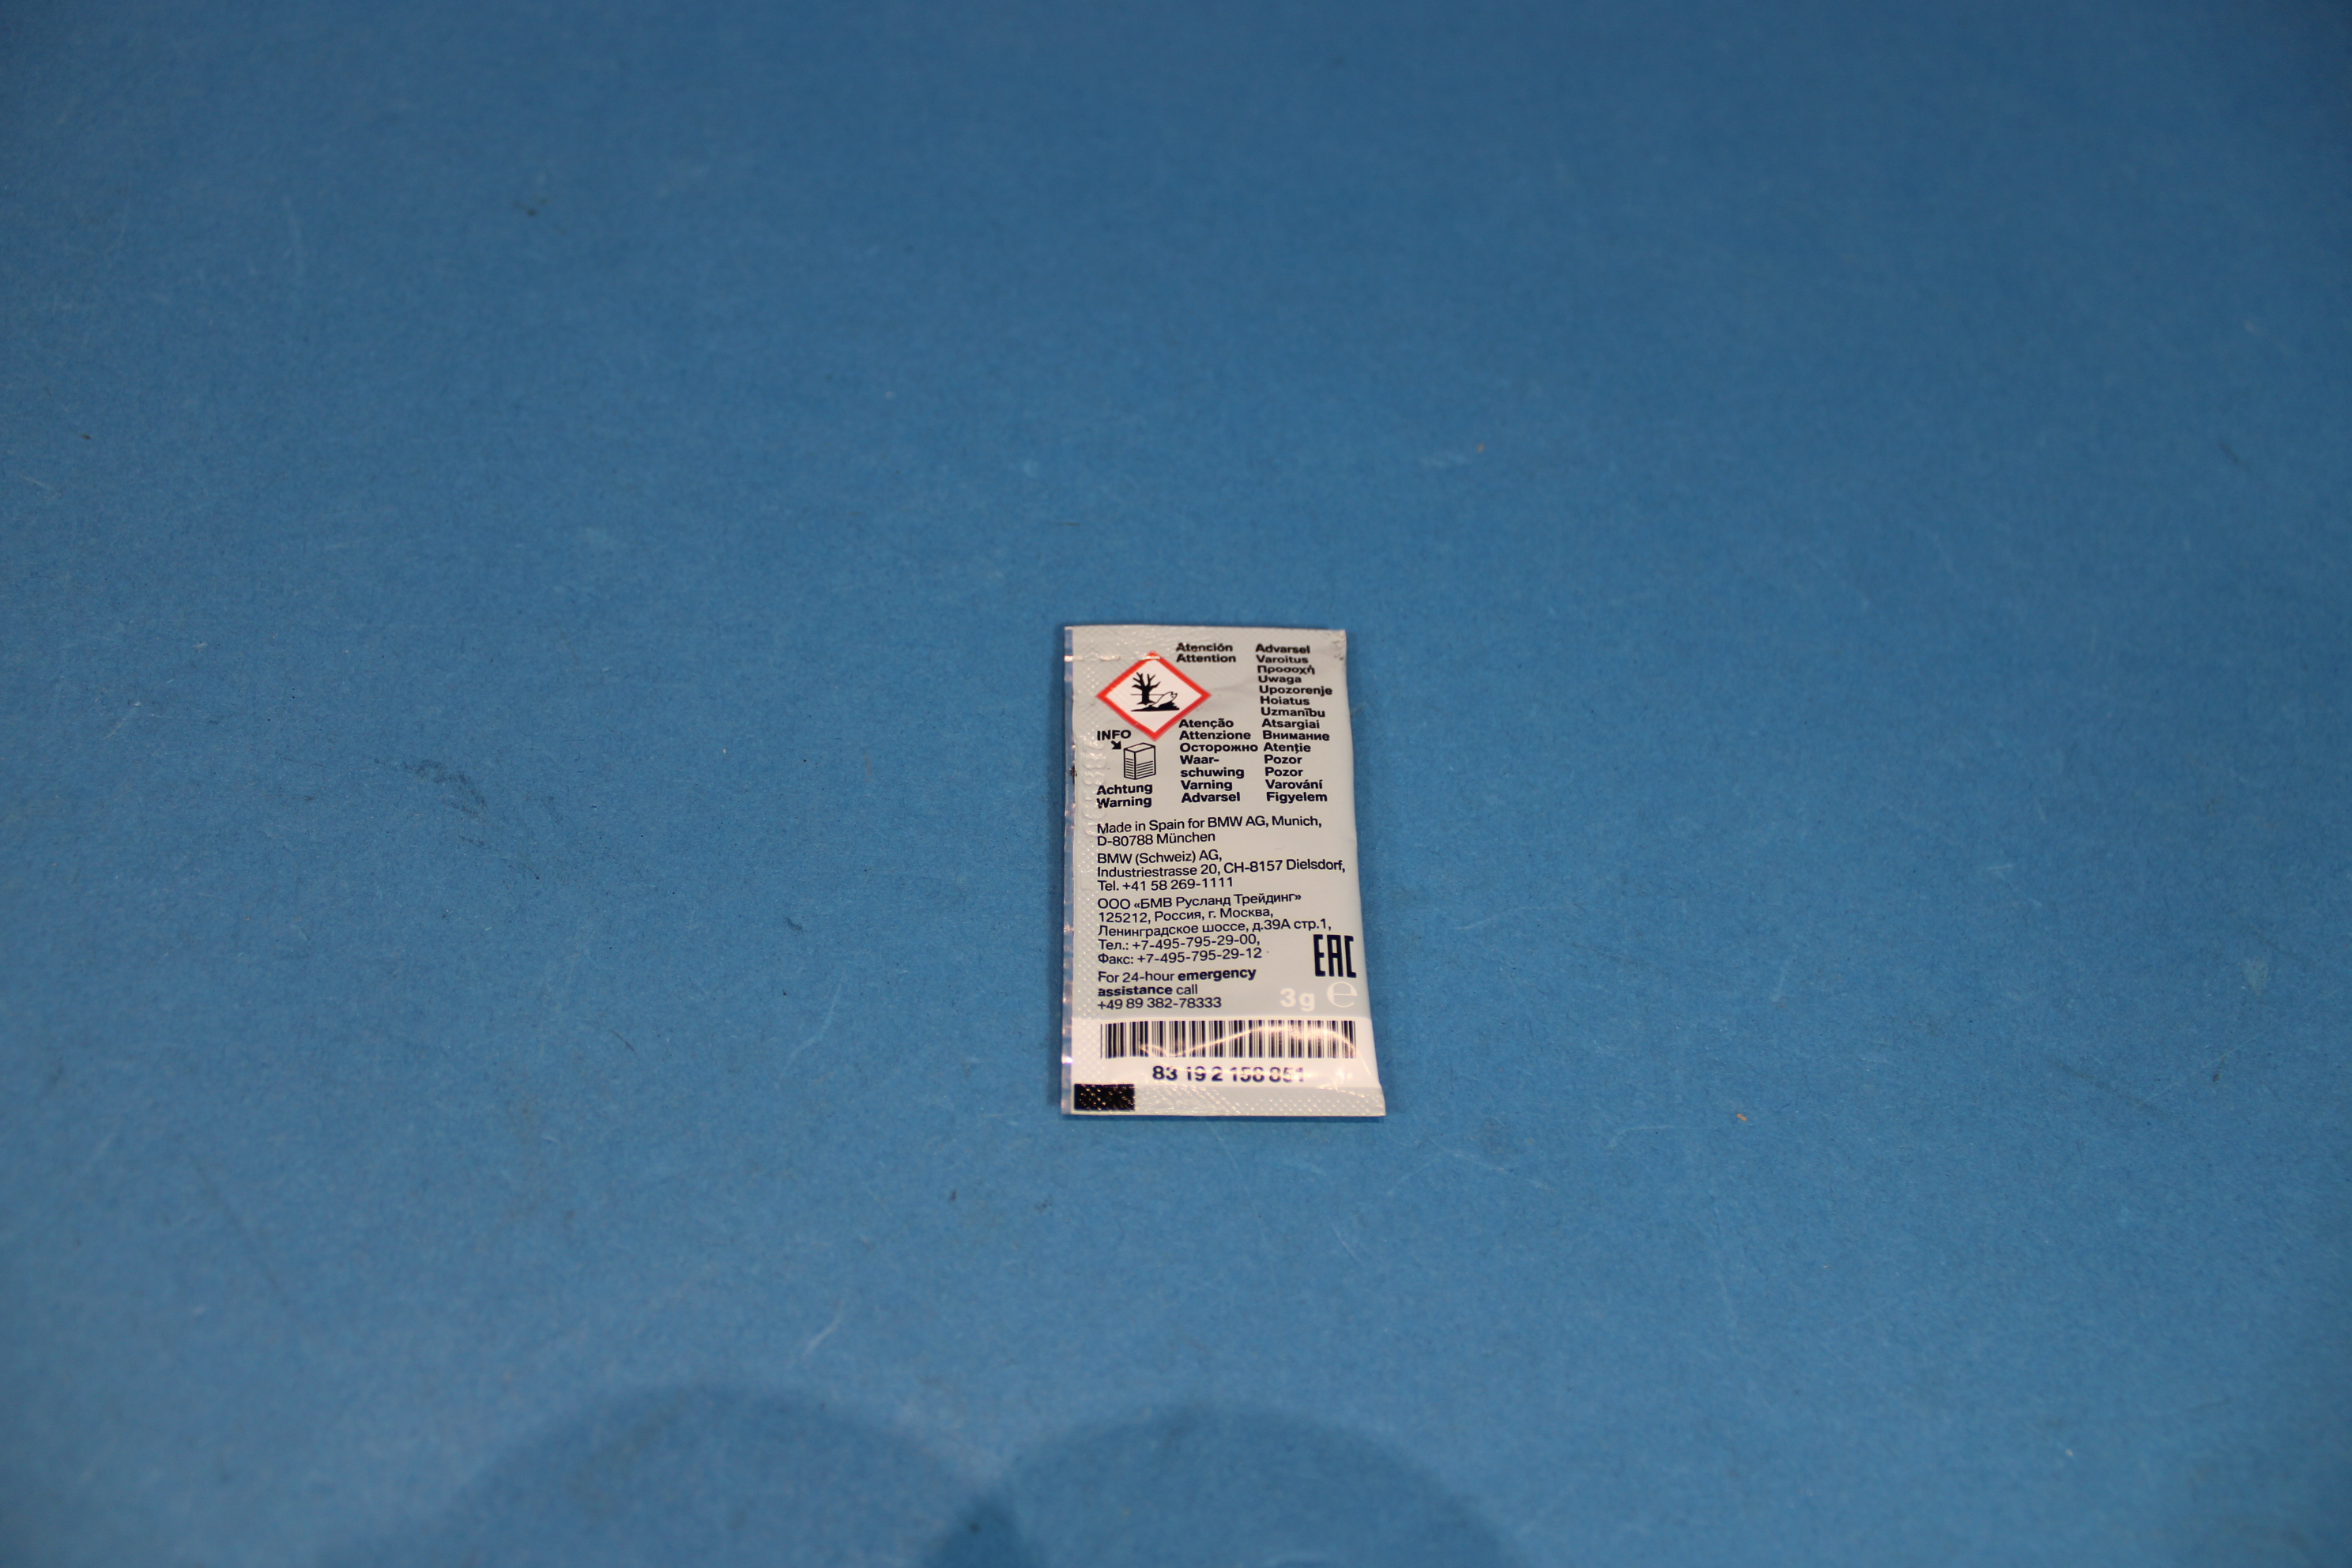 Atención
Attention
Advarsel
Varoitus
Προσοχή
Uwaga
Upozorenje
Hoiatus
Uzmanību
Atenção
Attenzione
Осторожно
Waar-
schuwing
Varning
Advarsel
Atsargiai
Внимание
Atenție
Pozor
Pozor
Varování
Figyelem
INFO
Achtung
Warning
Made in Spain for BMW AG, Munich,
D-80788 München
BMW (Schweiz) AG,
Industriestrasse 20, CH-8157 Dielsdorf,
Tel. +41 58 269-1111
ООО «БМВ Русланд Трейдинг»
125212, Россия, г. Москва,
Ленинградское шоссе, д.39А стр.1,
Тел.: +7-495-795-29-00,
Факс: +7-495-795-29-12
EAC
For 24-hour emergency
assistance call
+49 89 382-78333
3g e
83 19 2 158 851